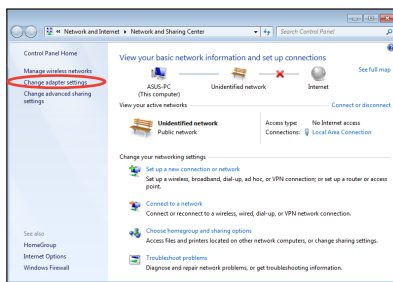 « Network and Internet ▸ Network and Sharing Center
Search Control Panel
Control Panel Home
Manage wireless networks
Change adapter settings
Change advanced sharing
settings
See also
HomeGroup
Internet Options
Windows Firewall
View your basic network information and set up connections
See full map
ASUS-PC
(This computer)
Unidentified network
Internet
View your active networks
Connect or disconnect
Unidentified network
Public network
Access type: No Internet access
Connections: Local Area Connection
Change your networking settings
Set up a new connection or network
Set up a wireless, broadband, dial-up, ad hoc, or VPN connection; or set up a router or access
point.
Connect to a network
Connect or reconnect to a wireless, wired, dial-up, or VPN network connection.
Choose homegroup and sharing options
Access files and printers located on other network computers, or change sharing settings.
Troubleshoot problems
Diagnose and repair network problems, or get troubleshooting information.